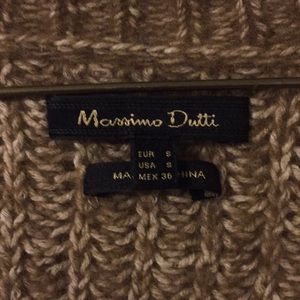 Massimo Dutti
EUR S
USA S
MEX 36